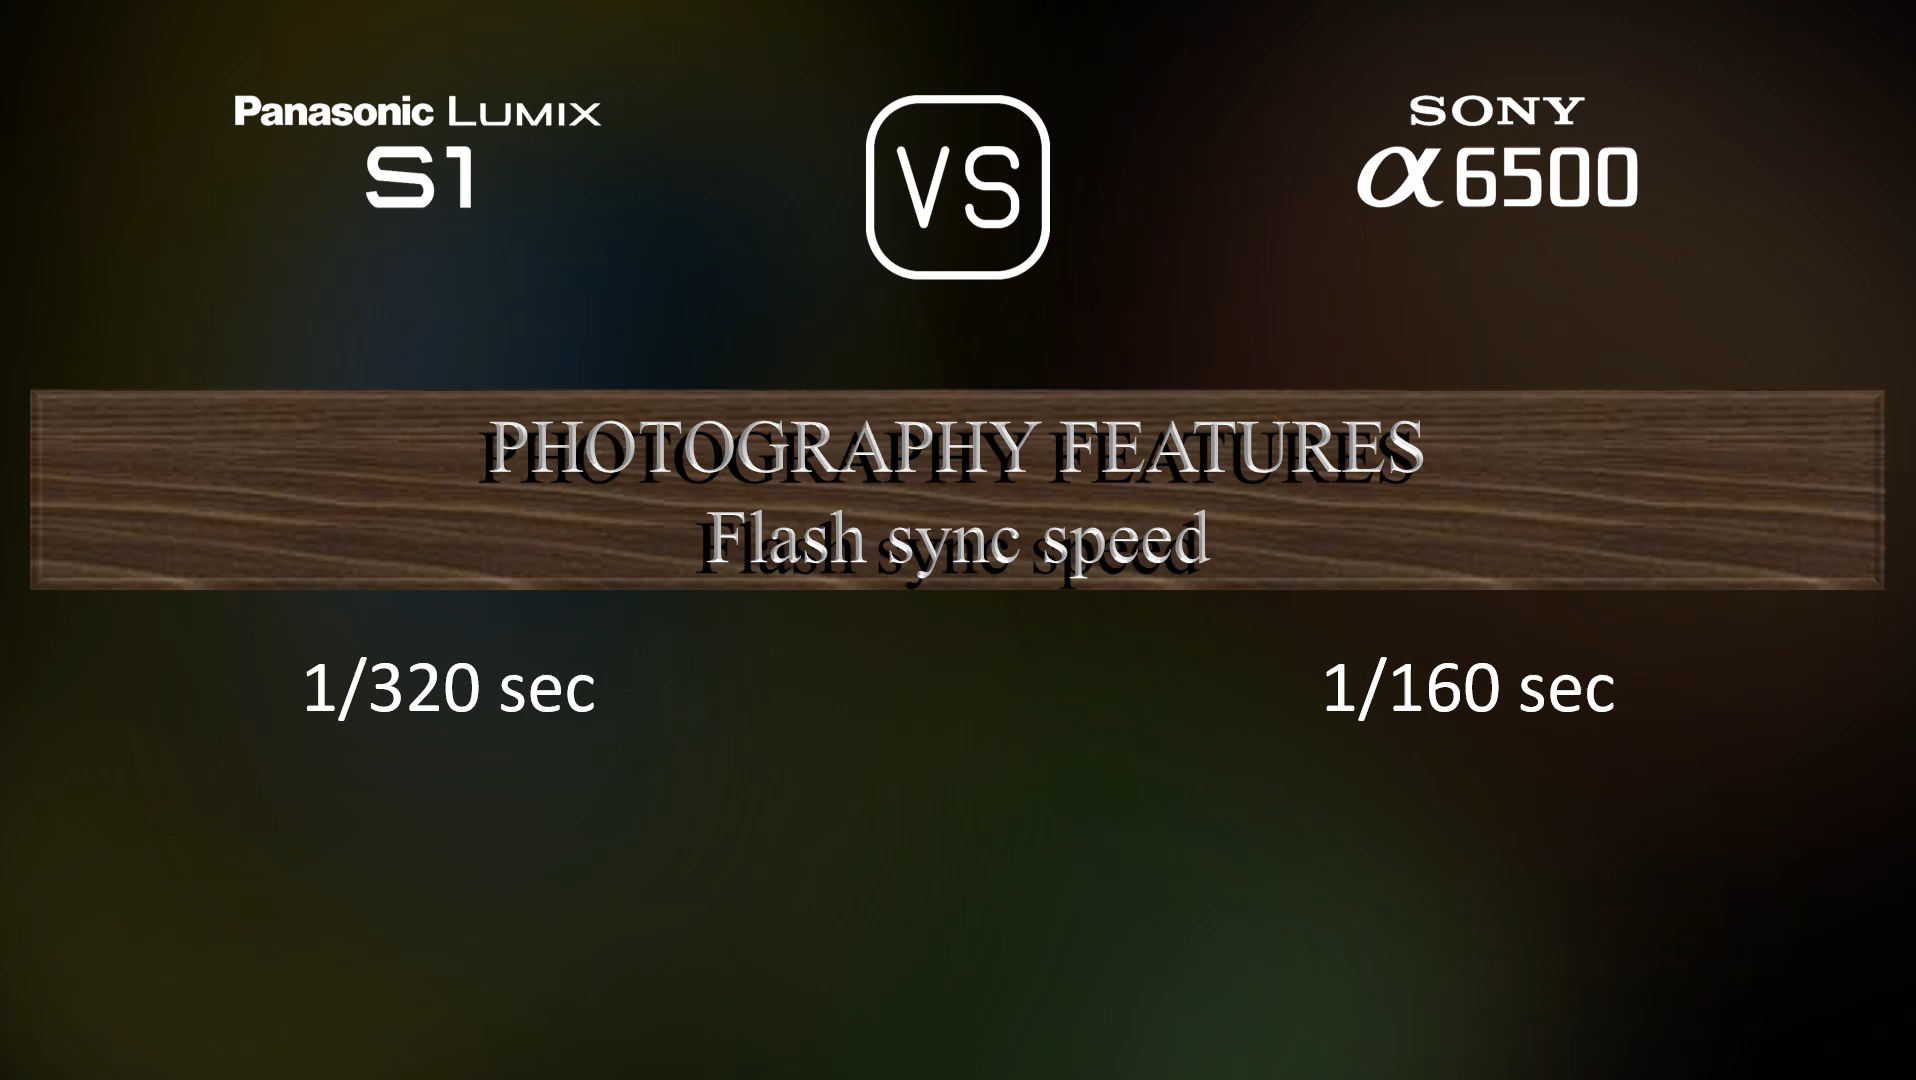 Panasonic LUMIX
S1
VS
SONY
α6500
PHOTOGRAPHY FEATURES
Flash sync speed
1/320 sec
1/160 sec